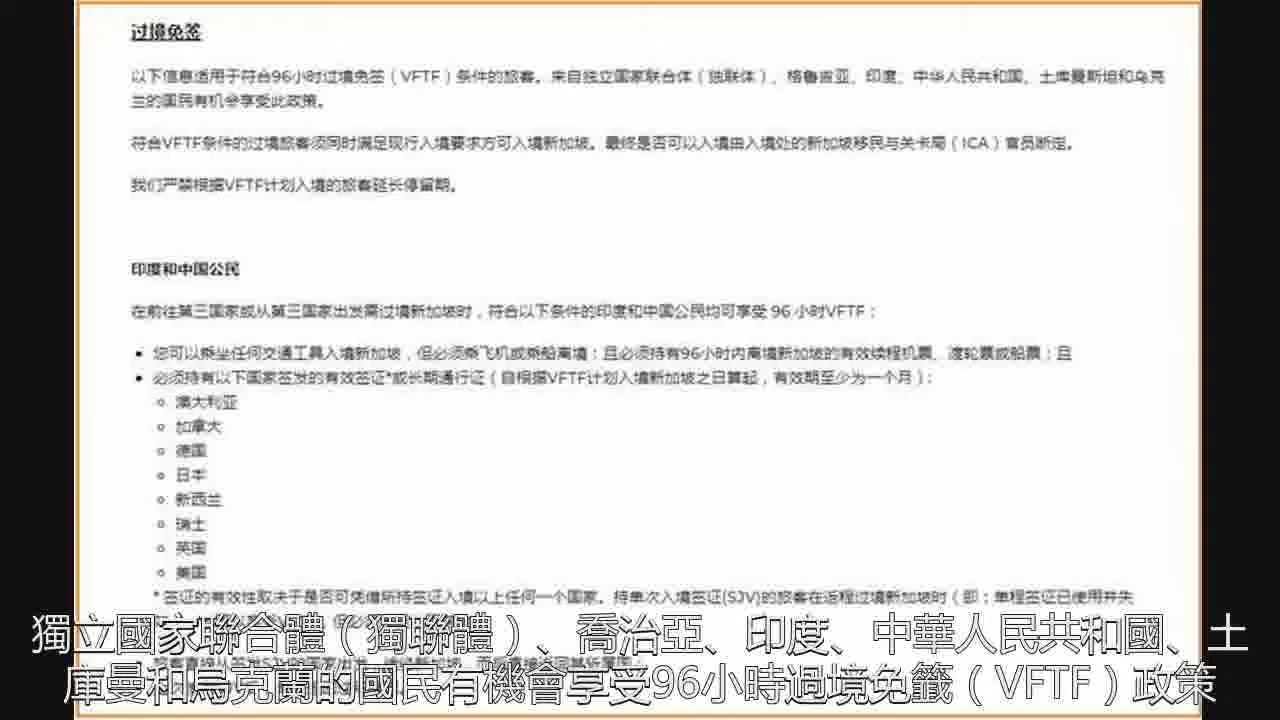 过境免签
以下信息适用于符合96小时过境免签（VFTF）条件的旅客。来自独立国家联合体（独联体）、格鲁吉亚、印度、中华人民共和国、土库曼斯坦和乌克
兰的国民有机会享受此政策。
符合VFTF条件的过境旅客须同时满足现行入境要求方可入境新加坡。最终是否可以入境由入境处的新加坡移民与关卡局（ICA）官员断定。
我们严禁根据VFTF计划入境的旅客延长停留期。
印度和中国公民
在前往第三国家或从第三国家出发需过境新加坡时，符合以下条件的印度和中国公民均可享受 96 小时VFTF：
▪ 您可以乘坐任何交通工具入境新加坡，但必须乘飞机或乘船离境；且必须持有96小时内离境新加坡的有效续程机票、渡轮票或船票；且
▪ 必须持有以下国家签发的有效签证*或长期通行证（自根据VFTF计划入境新加坡之日算起，有效期至少为一个月）：
○ 澳大利亚
○ 加拿大
○ 德国
○ 日本
○ 新西兰
○ 瑞士
○ 英国
○ 美国
* 签证的有效性取决于是否可凭借所持签证入境以上任何一个国家。持单次入境签证(SJV)的旅客在返程过境新加坡时（即：单程签证已使用并失
獨立國家聯合體（獨聯體）、喬治亞、印度、中華人民共和國、土
庫曼和烏克蘭的國民有機會享受96小時過境免籤（VFTF）政策